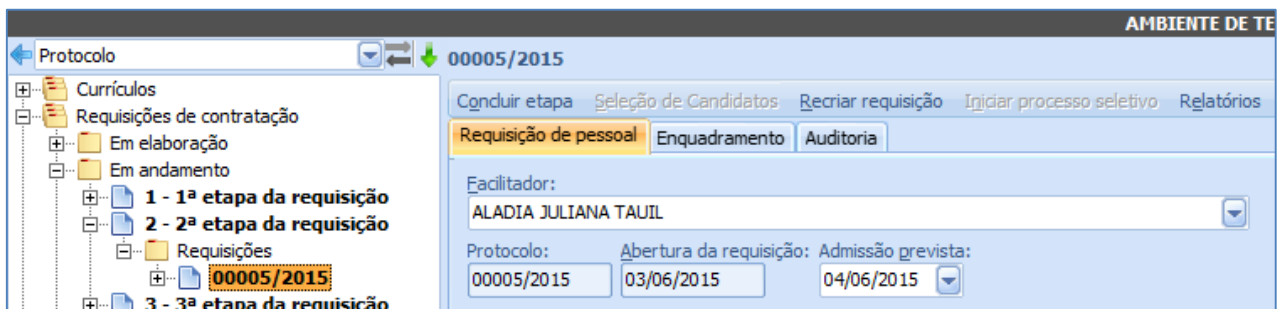 AMBIENTE DE TE
Protocolo
00005/2015
Currículos
Requisições de contratação
Em elaboração
Em andamento
1 - 1ª etapa da requisição
2 - 2ª etapa da requisição
Requisições
00005/2015
3 - 3ª etapa da requisição
Concluir etapa Seleção de Candidatos Recriar requisição Iniciar processo seletivo Relatórios
Requisição de pessoal Enquadramento Auditoria
Facilitador:
ALADIA JULIANA TAUIL
Protocolo: Abertura da requisição: Admissão prevista:
00005/2015 03/06/2015 04/06/2015